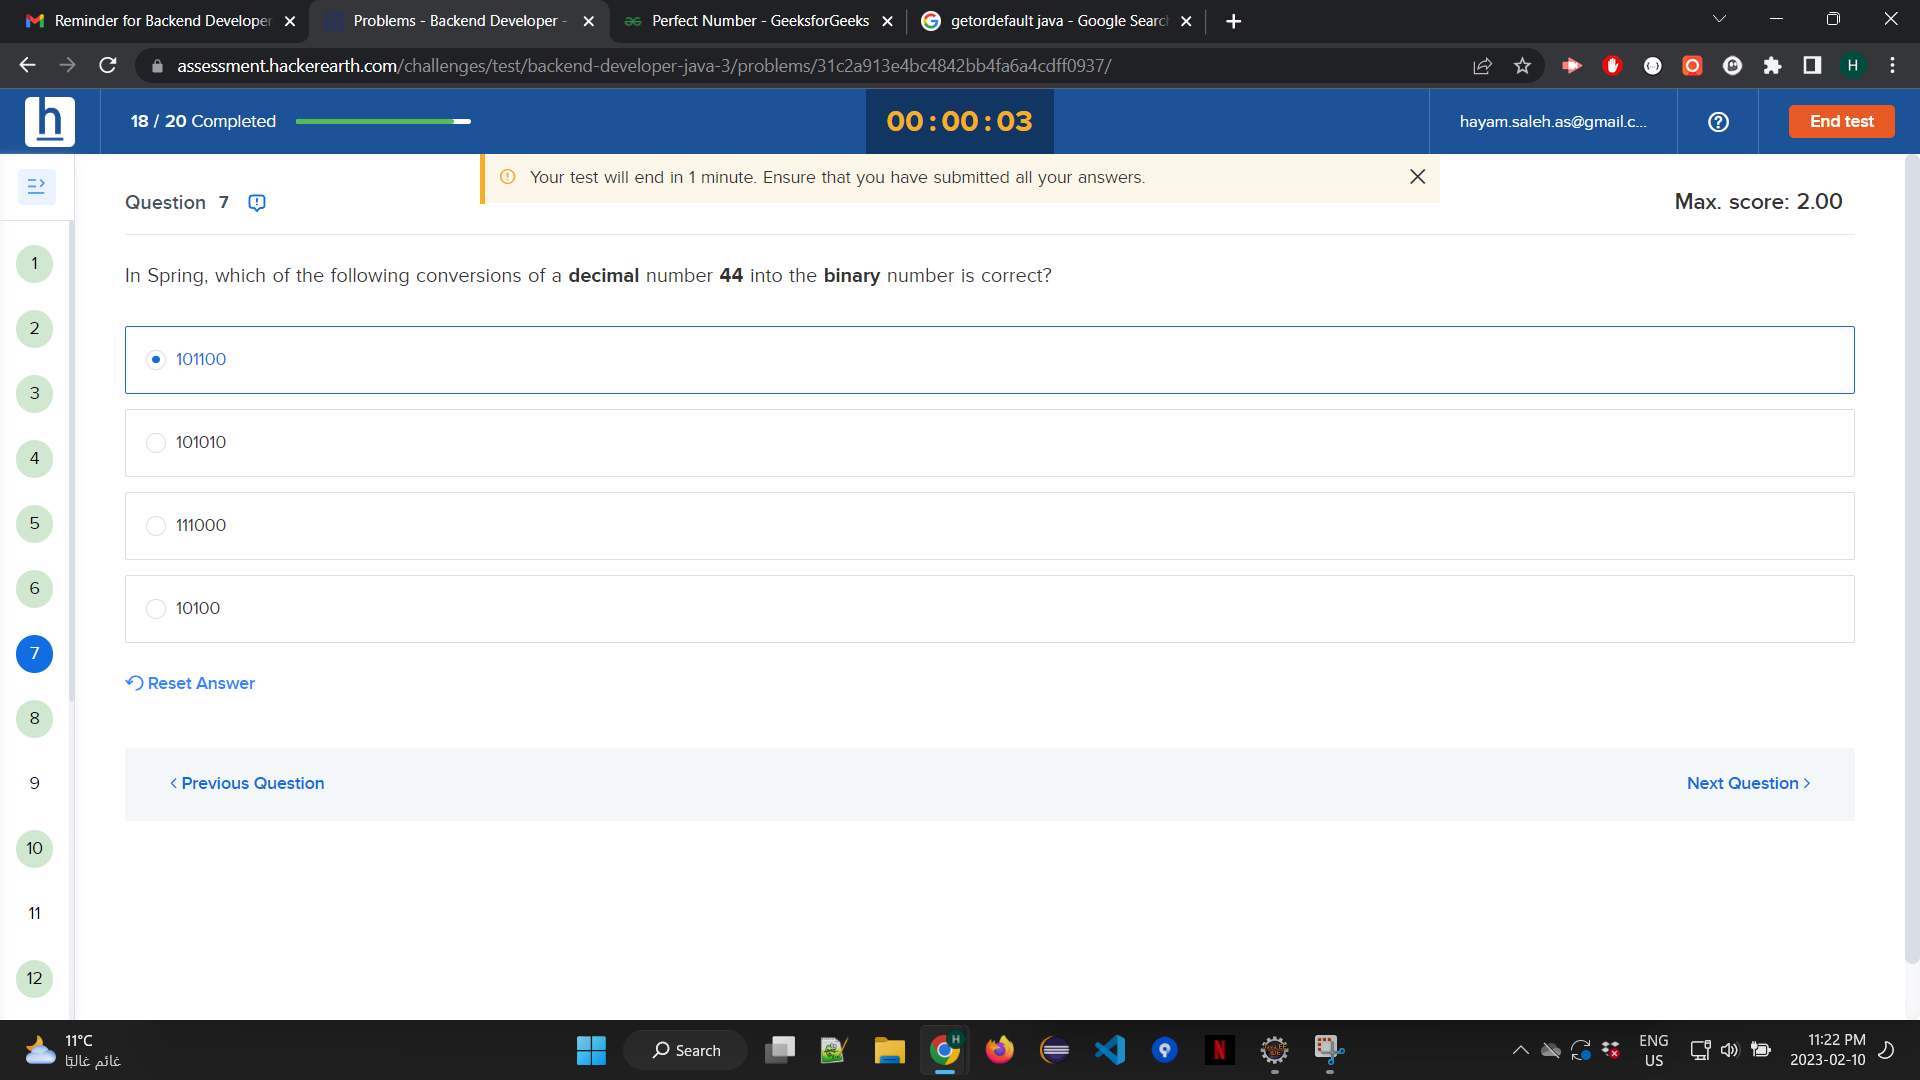 Reminder for Backend Developer
Problems - Backend Developer -
Perfect Number - GeeksforGeeks
getordefault java - Google Search
assessment.hackerearth.com/challenges/test/backend-developer-java-3/problems/31c2a913e4bc4842bb4fa6a4cdff0937/
H
h
18 / 20 Completed
00:00:03
hayam.saleh.as@gmail.c...
End test
Your test will end in 1 minute. Ensure that you have submitted all your answers.
Question 7
Max. score: 2.00
In Spring, which of the following conversions of a decimal number 44 into the binary number is correct?
101100
101010
111000
10100
Reset Answer
< Previous Question
Next Question >
1
2
3
4
5
6
7
8
9
10
11
12
11°C
غائم غالبًا
Search
H
N
ENG
US
11:22 PM
2023-02-10